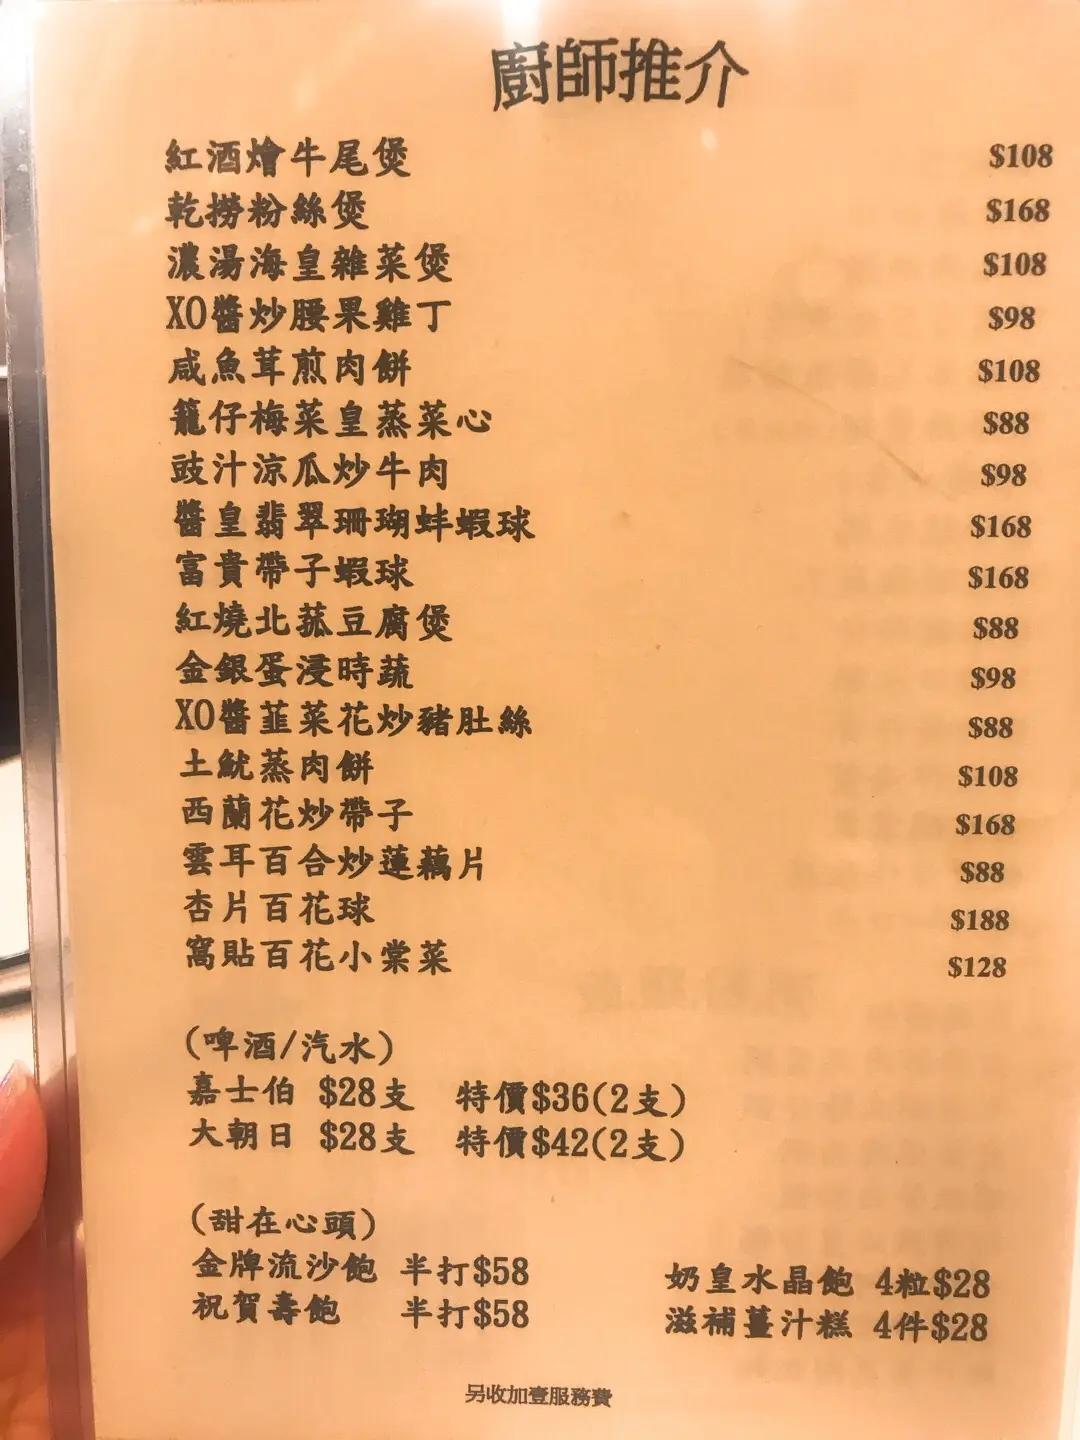 廚師推介
紅酒燴牛尾煲 $108
乾撈粉絲煲 $168
濃湯海皇雜菜煲 $108
XO醬炒腰果雞丁 $98
咸魚茸煎肉餅 $108
籠仔梅菜皇蒸菜心 $88
豉汁涼瓜炒牛肉 $98
醬皇翡翠珊瑚蚌蝦球 $168
富貴帶子蝦球 $168
紅燒北菰豆腐煲 $88
金銀蛋浸時蔬 $98
XO醬韮菜花炒豬肚絲 $88
土魷蒸肉餅 $108
西蘭花炒帶子 $168
雲耳百合炒蓮藕片 $88
杏片百花球 $188
窩貼百花小棠菜 $128
(啤酒/汽水)
嘉士伯 $28支 特價$36(2支)
大朝日 $28支 特價$42(2支)
(甜在心頭)
金牌流沙飽 半打$58 奶皇水晶飽 4粒$28
祝賀壽飽 半打$58 滋補薑汁糕 4件$28
另收加壹服務費